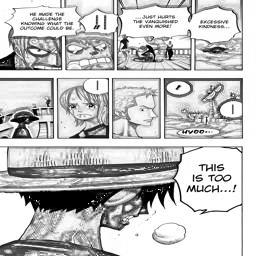 HE MADE THE
CHALLENGE
KNOWING WHAT THE
OUTCOME COULD
BE.
JUST HURTS
THE VANQUISHED
EVEN MORE!
EXCESSIVE
KINDNESS...
!
!
HVOO...
THIS IS
TOO
MUCH...!